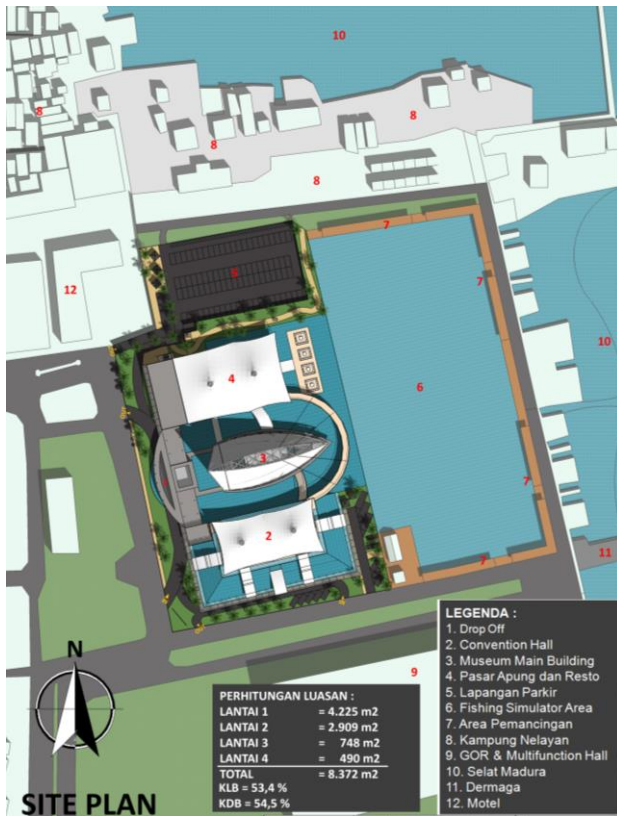 10
8
8
8
8
7
12
5
7
10
4
6
3
1
7
2
7
11
9
N
SITE PLAN
PERHITUNGAN LUASAN :
LANTAI 1 = 4.225 m2
LANTAI 2 = 2.909 m2
LANTAI 3 = 748 m2
LANTAI 4 = 490 m2
TOTAL = 8.372 m2
KLB = 53,4 %
KDB = 54,5 %
LEGENDA :
1. Drop Off
2. Convention Hall
3. Museum Main Building
4. Pasar Apung dan Resto
5. Lapangan Parkir
6. Fishing Simulator Area
7. Area Pemancingan
8. Kampung Nelayan
9. GOR & Multifunction Hall
10. Selat Madura
11. Dermaga
12. Motel